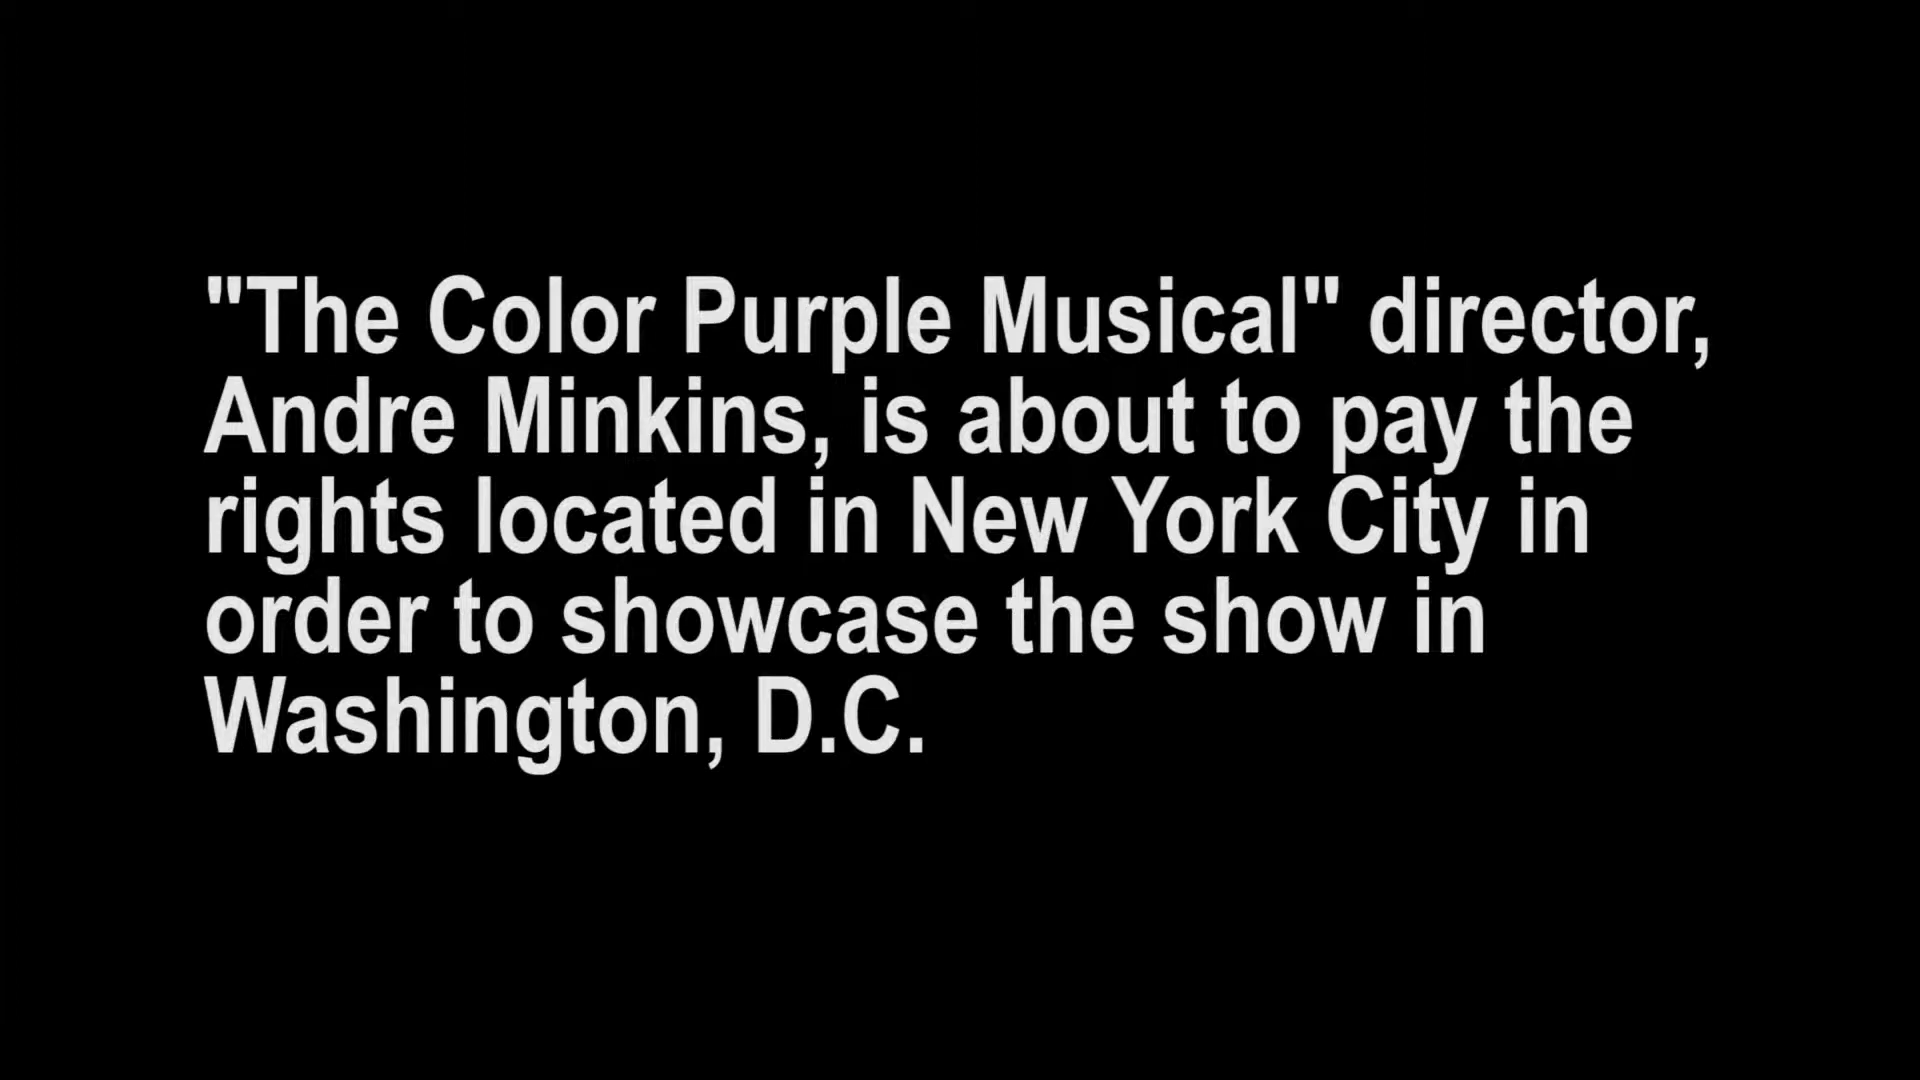 "The Color Purple Musical" director,
Andre Minkins, is about to pay the
rights located in New York City in
order to showcase the show in
Washington, D.C.